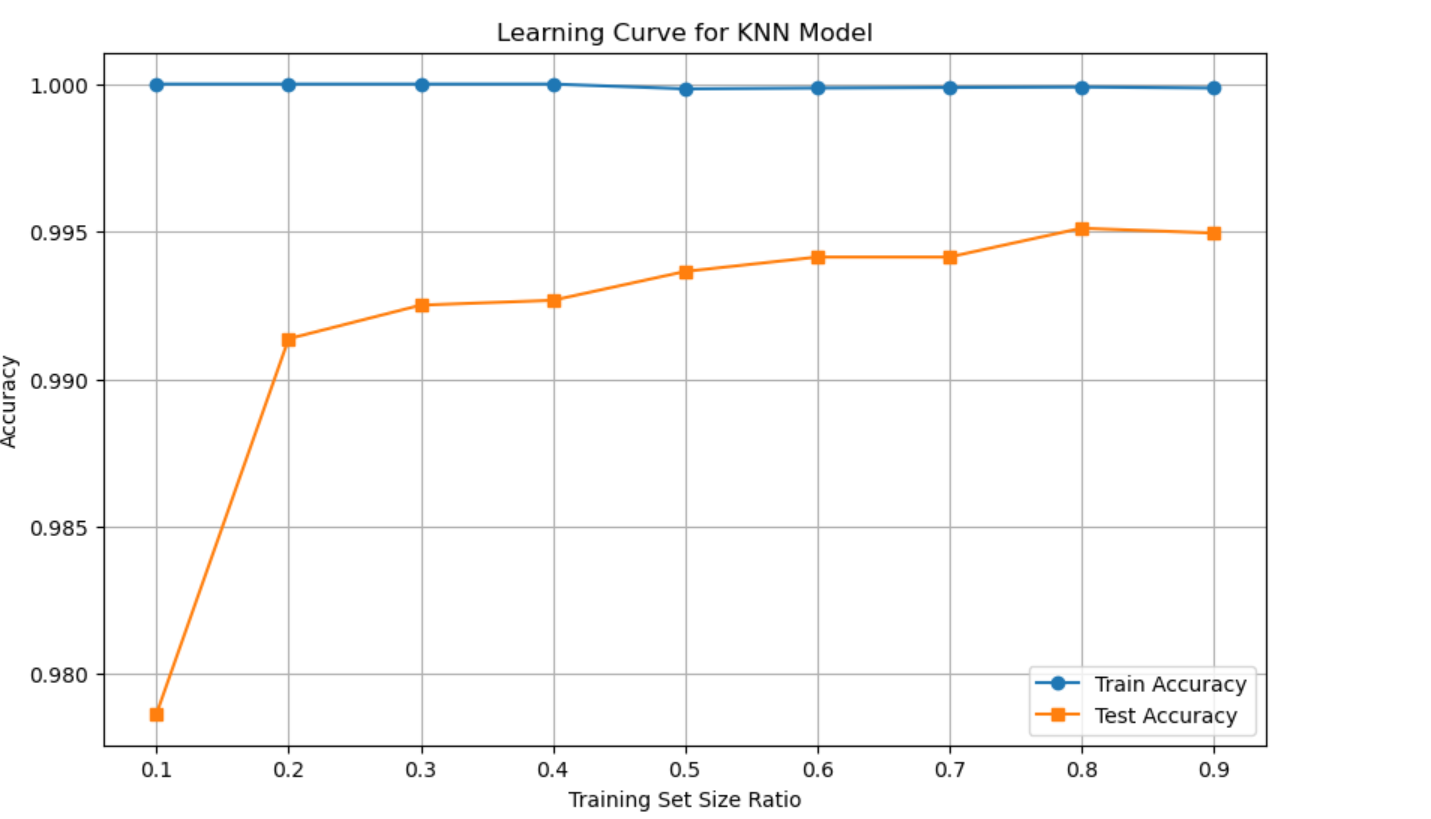 Learning Curve for KNN Model
1.000
0.995
0.990
0.985
0.980
Accuracy
0.1 0.2 0.3 0.4 0.5 0.6 0.7 0.8 0.9
Training Set Size Ratio
Train Accuracy
Test Accuracy